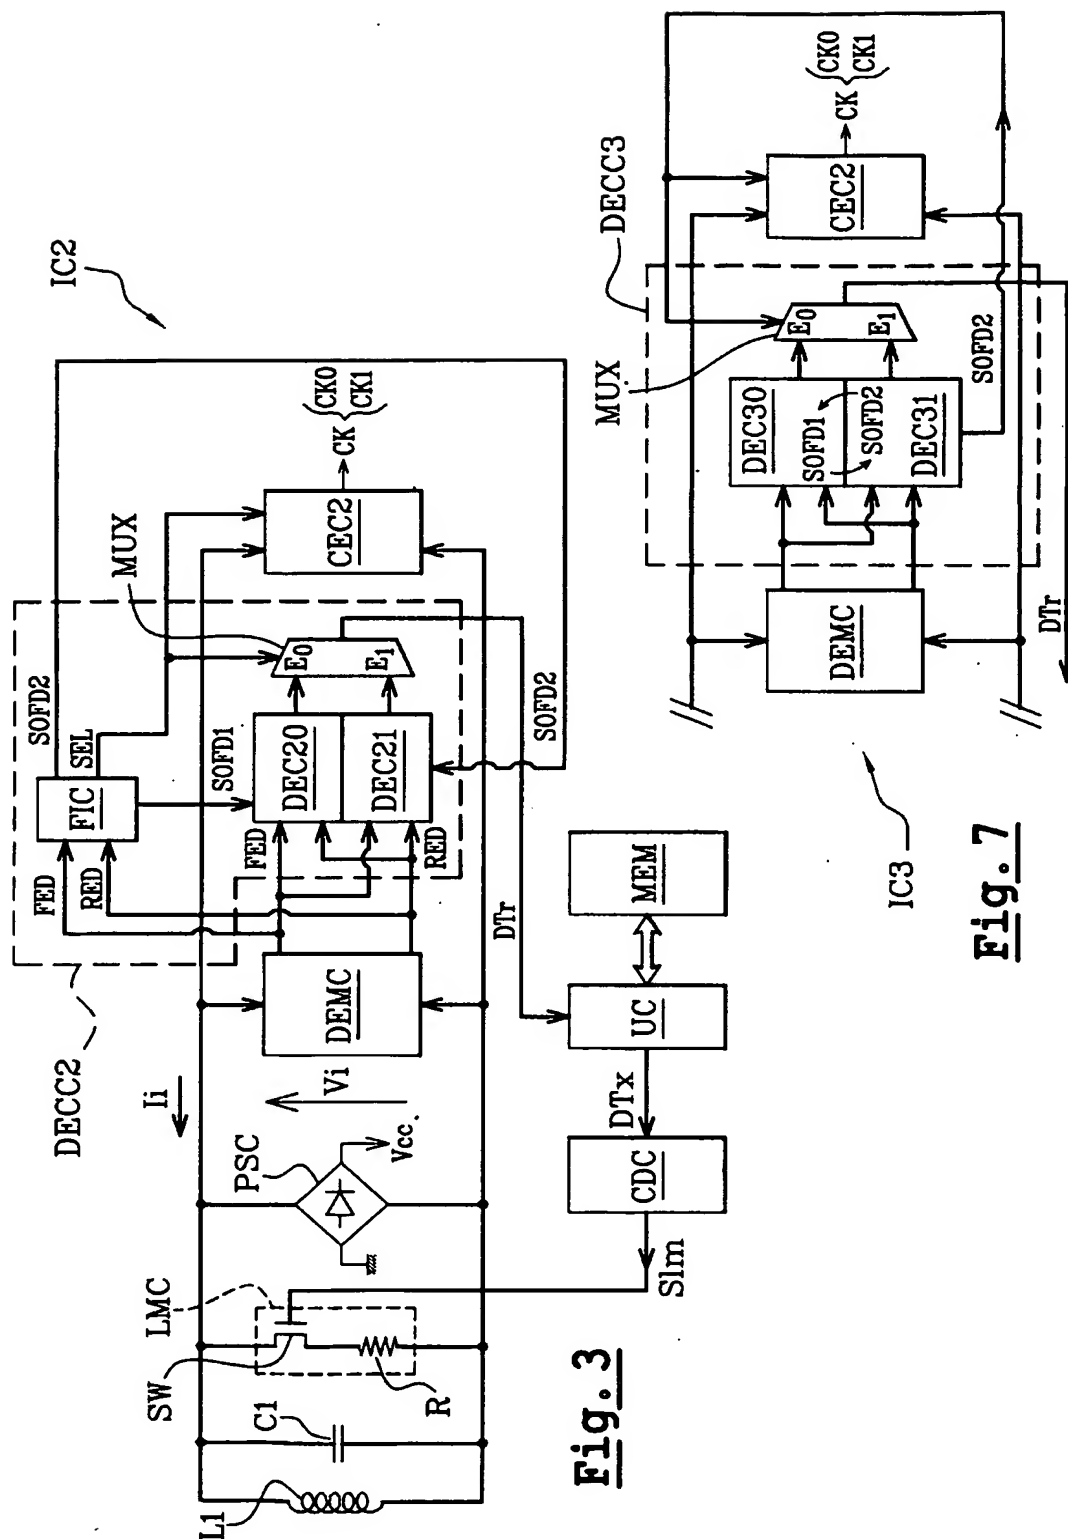 IC2
DECC2
SOFD2
FED
RED
FIC
SEL
SOFD1
MUX
CEC2
CK
CK0
CK1
Ii
DEMC
FED
RED
DEC20
DEC21
E0
E1
SOFD2
LMC
SW
PSC
Vcc
Vi
L1
C1
R
DTr
Slm
CDC
DTx
UC
MEM
Fig.3
DECC3
MUX
CEC2
CK
CK0
CK1
DEMC
DEC30
SOFD1
SOFD2
DEC31
E0
E1
SOFD2
DTr
IC3
Fig.7